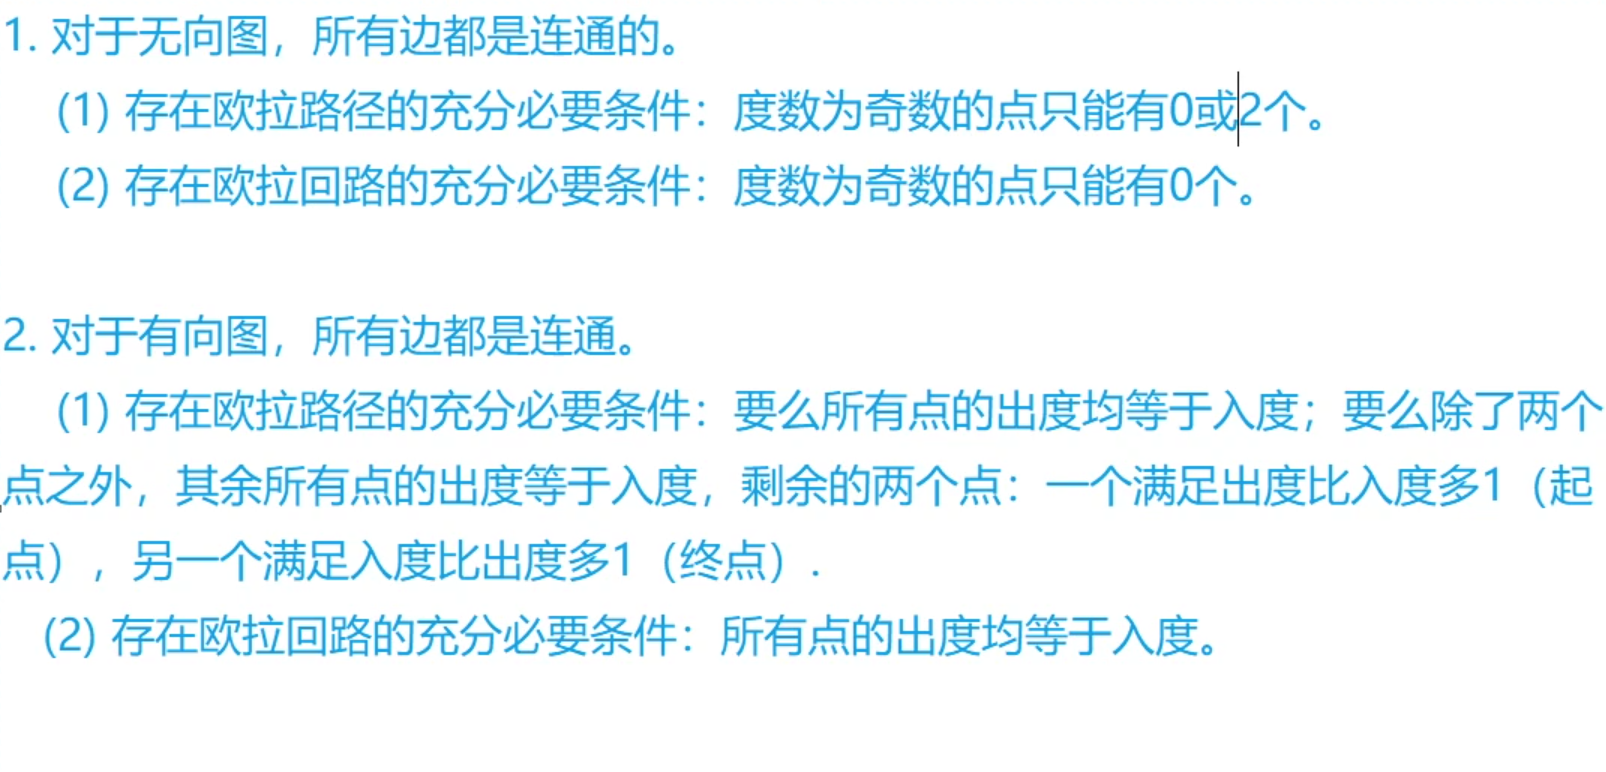 1. 对于无向图，所有边都是连通的。
(1) 存在欧拉路径的充分必要条件：度数为奇数的点只能有0或2个。
(2) 存在欧拉回路的充分必要条件：度数为奇数的点只能有0个。
2. 对于有向图，所有边都是连通。
(1) 存在欧拉路径的充分必要条件：要么所有点的出度均等于入度；要么除了两个
点之外，其余所有点的出度等于入度，剩余的两个点：一个满足出度比入度多1（起
点），另一个满足入度比出度多1（终点）.
(2) 存在欧拉回路的充分必要条件：所有点的出度均等于入度。